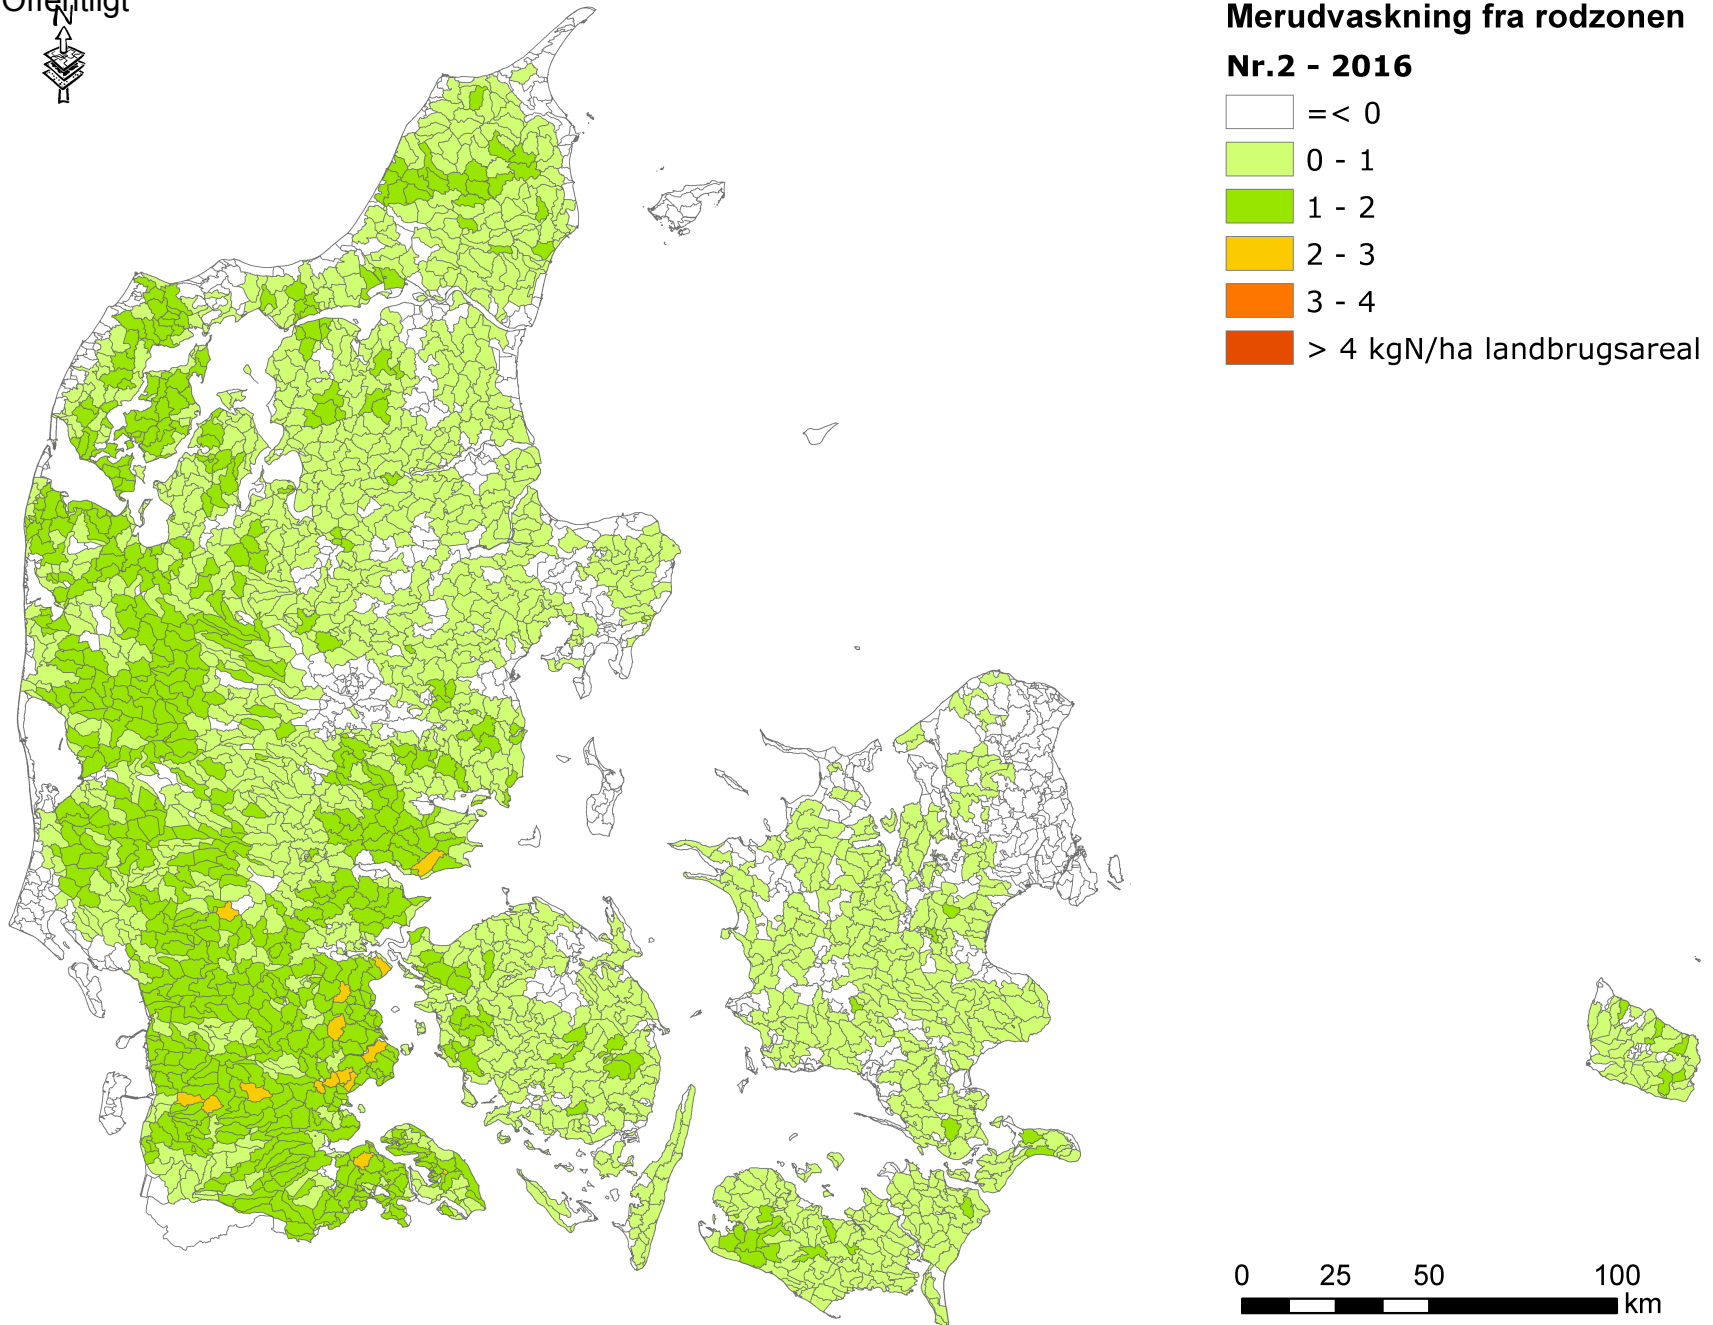 Offentligt
N
Merudvaskning fra rodzonen
Nr.2 - 2016
=< 0
0 - 1
1 - 2
2 - 3
3 - 4
> 4 kgN/ha landbrugsareal
0 25 50 100
km